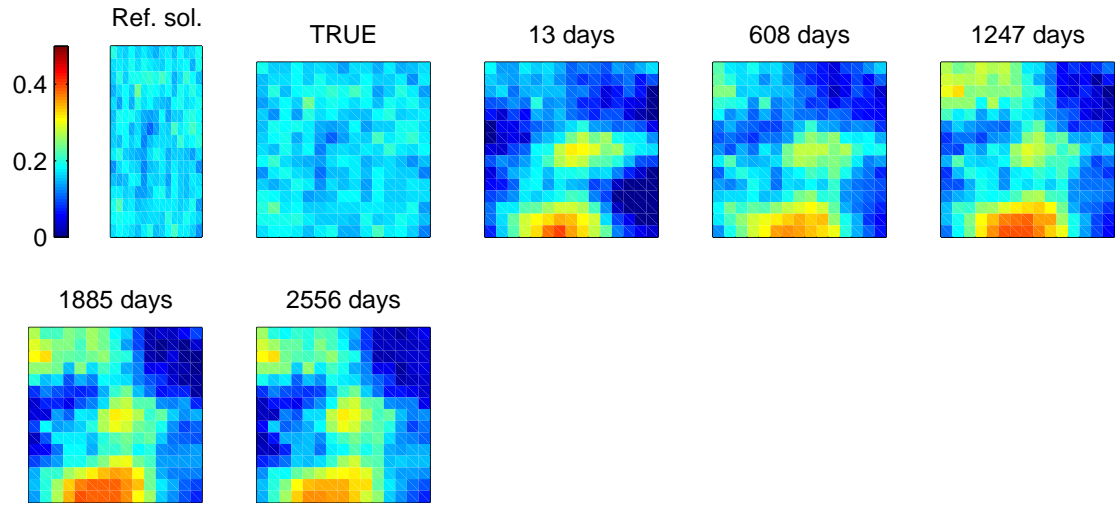 Ref. sol.
TRUE
13 days
608 days
1247 days
0.4
0.2
0
1885 days
2556 days